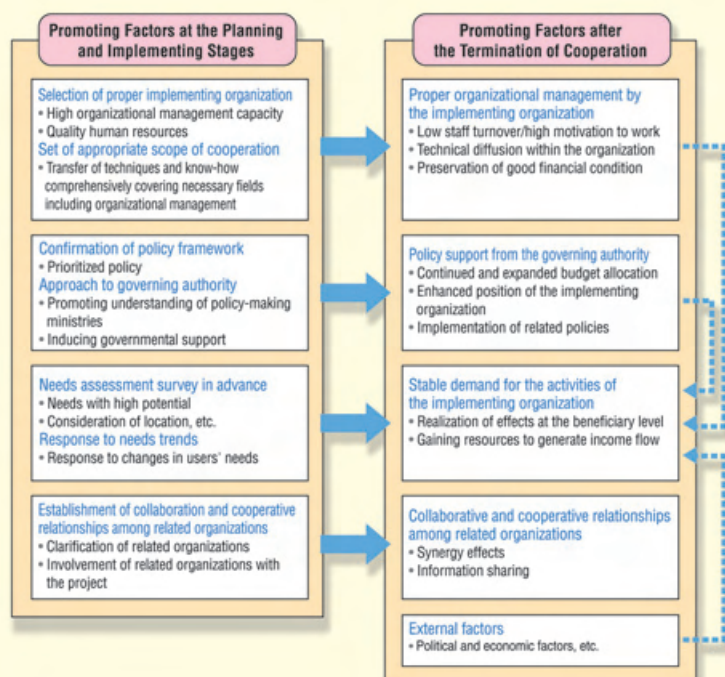 Promoting Factors at the Planning
and Implementing Stages
Selection of proper implementing organization
• High organizational management capacity
• Quality human resources
Set of appropriate scope of cooperation
• Transfer of techniques and know-how
comprehensively covering necessary fields
including organizational management
Confirmation of policy framework
• Prioritized policy
Approach to governing authority
• Promoting understanding of policy-making
ministries
• Inducing governmental support
Needs assessment survey in advance
• Needs with high potential
• Consideration of location, etc.
Response to needs trends
• Response to changes in users' needs
Establishment of collaboration and cooperative
relationships among related organizations
• Clarification of related organizations
• Involvement of related organizations with
the project
Promoting Factors after
the Termination of Cooperation
Proper organizational management by
the implementing organization
• Low staff turnover/high motivation to work
• Technical diffusion within the organization
• Preservation of good financial condition
Policy support from the governing authority
• Continued and expanded budget allocation
• Enhanced position of the implementing
organization
• Implementation of related policies
Stable demand for the activities of
the implementing organization
• Realization of effects at the beneficiary level
• Gaining resources to generate income flow
Collaborative and cooperative relationships
among related organizations
• Synergy effects
• Information sharing
External factors
• Political and economic factors, etc.